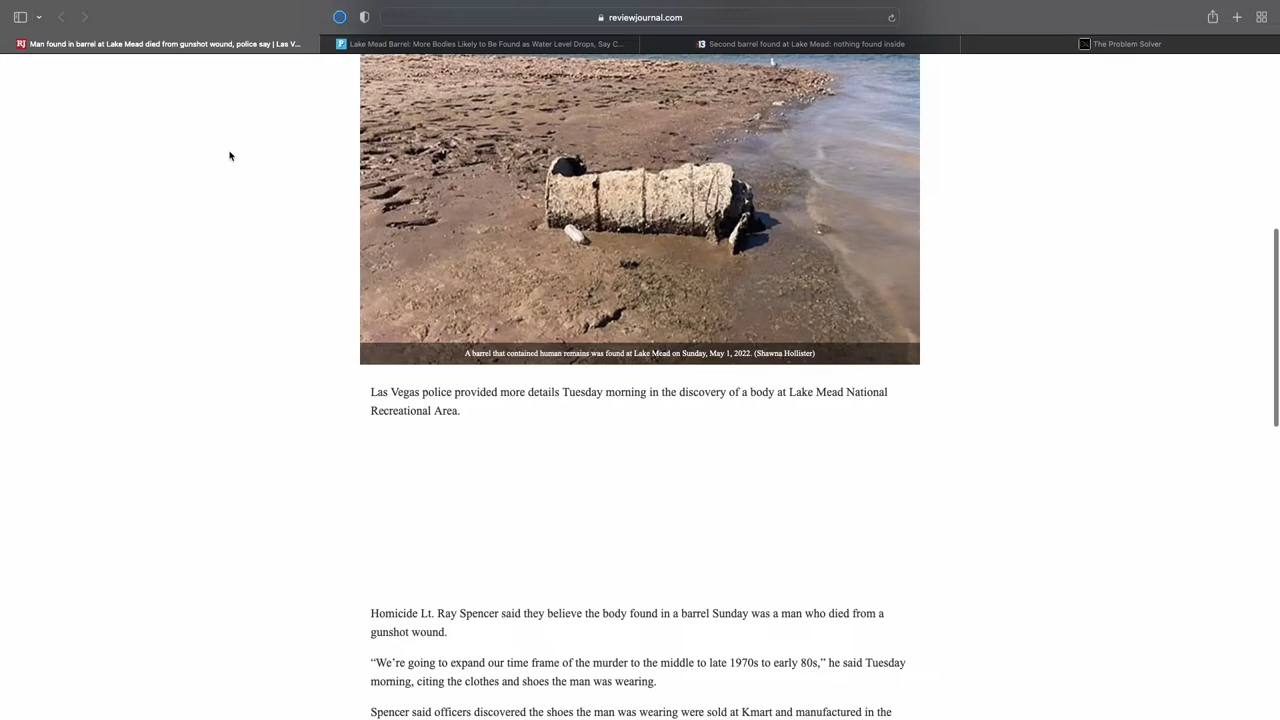 reviewjournal.com
Man found in barrel at Lake Mead died from gunshot wound, police say | Las V...
Lake Mead Barrel: More Bodies Likely to Be Found as Water Level Drops, Say C...
Second barrel found at Lake Mead: nothing found inside
The Problem Solver
A barrel that contained human remains was found at Lake Mead on Sunday, May 1, 2022. (Shawna Hollister)
Las Vegas police provided more details Tuesday morning in the discovery of a body at Lake Mead National
Recreational Area.
Homicide Lt. Ray Spencer said they believe the body found in a barrel Sunday was a man who died from a
gunshot wound.
“We’re going to expand our time frame of the murder to the middle to late 1970s to early 80s,” he said Tuesday
morning, citing the clothes and shoes the man was wearing.
Spencer said officers discovered the shoes the man was wearing were sold at Kmart and manufactured in the